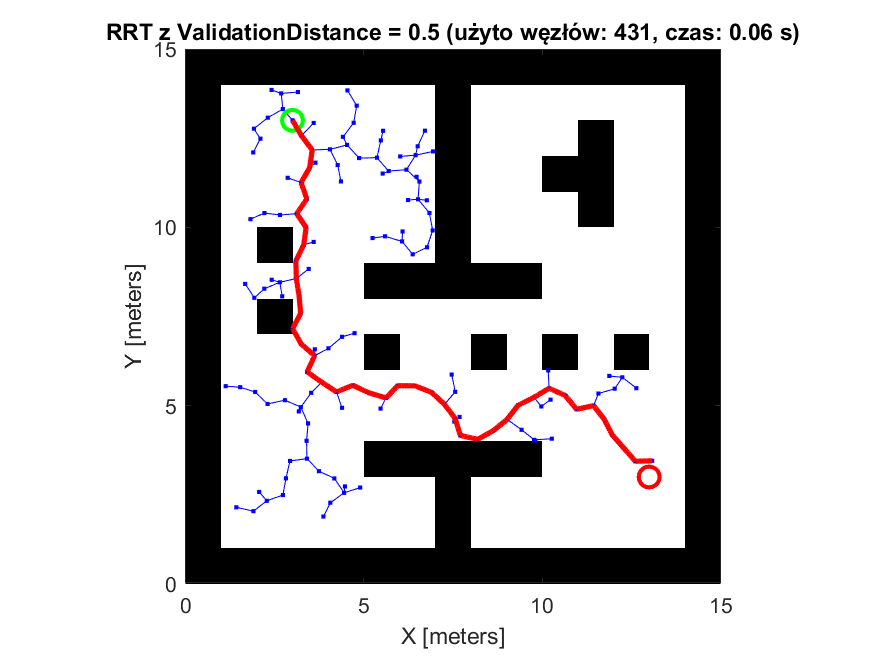 RRT z ValidationDistance = 0.5 (użyto węzłów: 431, czas: 0.06 s)
15
10
5
0
Y [meters]
0 5 10 15
X [meters]